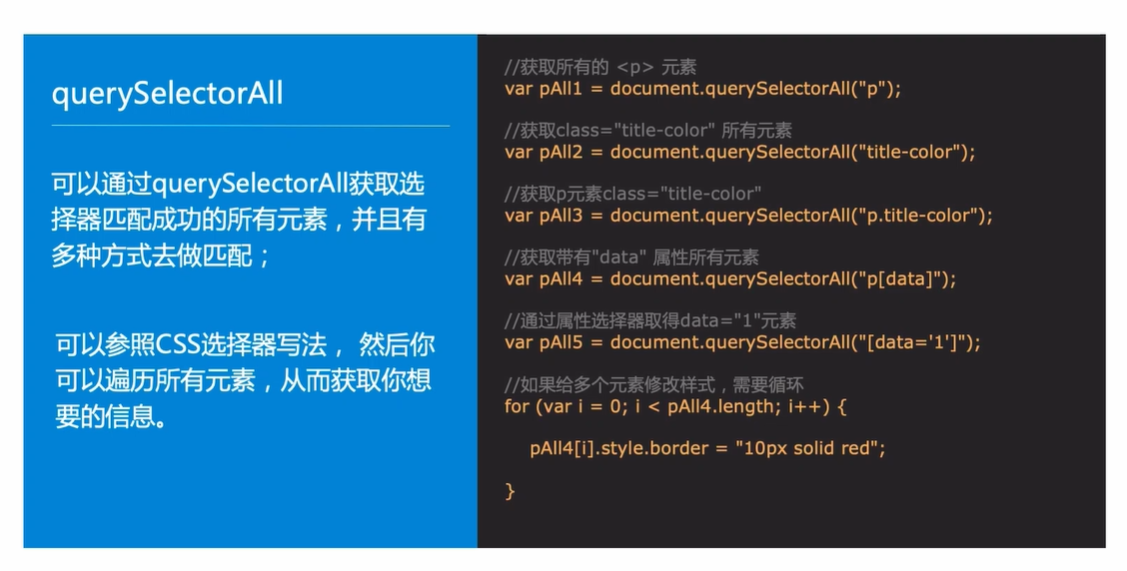 querySelectorAll
可以通过querySelectorAll获取选
择器匹配成功的所有元素，并且有
多种方式去做匹配；
可以参照CSS选择器写法， 然后你
可以遍历所有元素，从而获取你想
要的信息。
//获取所有的 <p> 元素
var pAll1 = document.querySelectorAll("p");
//获取class="title-color" 所有元素
var pAll2 = document.querySelectorAll("title-color");
//获取p元素class="title-color"
var pAll3 = document.querySelectorAll("p.title-color");
//获取带有"data" 属性所有元素
var pAll4 = document.querySelectorAll("p[data]");
//通过属性选择器取得data="1"元素
var pAll5 = document.querySelectorAll("[data='1']");
//如果给多个元素修改样式，需要循环
for (var i = 0; i < pAll4.length; i++) {
pAll4[i].style.border = "10px solid red";
}